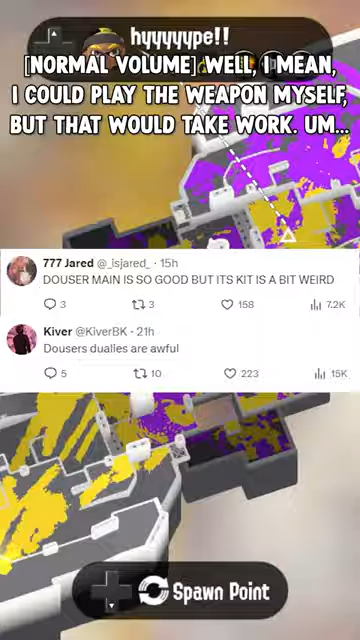 hyyyyype!!
[NORMAL VOLUME] WELL, I MEAN,
I COULD PLAY THE WEAPON MYSELF,
BUT THAT WOULD TAKE WORK. UM...
777 Jared @_isjared_ · 15h
DOUSER MAIN IS SO GOOD BUT ITS KIT IS A BIT WEIRD
3 3 158 7.2K
Kiver @KiverBK · 21h
Dousers dualies are awful
5 10 223 15K
Spawn Point